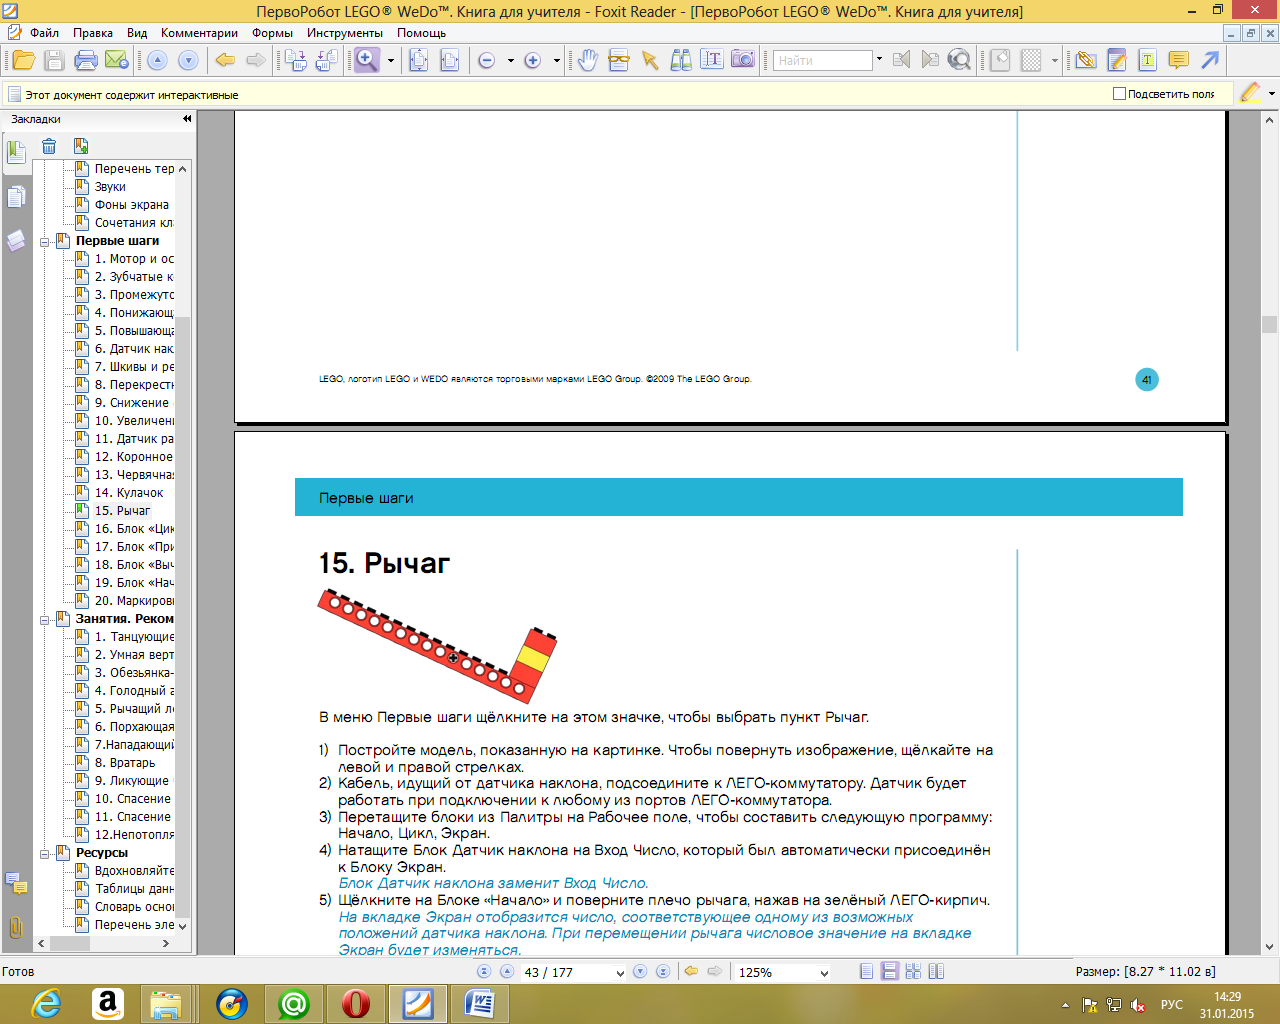 ПервоРобот LEGO® WeDo™. Книга для учителя - Foxit Reader - [ПервоРобот LEGO® WeDo™. Книга для учителя]
Файл Правка Вид Комментарии Формы Инструменты Помощь
Найти
Этот документ содержит интерактивные
Подсветить поля
Закладки
Перечень тер
Звуки
Фоны экрана
Сочетания кл
Первые шаги
1. Мотор и ос
2. Зубчатые к
3. Промежуто
4. Понижающа
5. Повышающа
6. Датчик нак
7. Шкивы и ре
8. Перекрестн
9. Снижение
10. Увеличени
11. Датчик ра
12. Коронное
13. Червячная
14. Кулачок
15. Рычаг
16. Блок «Цик
17. Блок «При
18. Блок «Выч
19. Блок «Нач
20. Маркировк
Занятия. Реком
1. Танцующие
2. Умная верт
3. Обезьянка-
4. Голодный а
5. Рычащий ле
6. Порхающая
7.Нападающий
8. Вратарь
9. Ликующие
10. Спасение
11. Спасение
12.Непотопля
Ресурсы
Вдохновляйте
Таблицы данн
Словарь осно
Перечень эле
LEGO, логотип LEGO и WEDO являются торговыми марками LEGO Group. ©2009 The LEGO Group.
41
Первые шаги
15. Рычаг
В меню Первые шаги щёлкните на этом значке, чтобы выбрать пункт Рычаг.
1) Постройте модель, показанную на картинке. Чтобы повернуть изображение, щёлкайте на
левой и правой стрелках.
2) Кабель, идущий от датчика наклона, подсоедините к ЛЕГО-коммутатору. Датчик будет
работать при подключении к любому из портов ЛЕГО-коммутатора.
3) Перетащите блоки из Палитры на Рабочее поле, чтобы составить следующую программу:
Начало, Цикл, Экран.
4) Натащите Блок Датчик наклона на Вход Число, который был автоматически присоединён
к Блоку Экран.
Блок Датчик наклона заменит Вход Число.
5) Щёлкните на Блоке «Начало» и поверните плечо рычага, нажав на зелёный ЛЕГО-кирпич.
На вкладке Экран отобразится число, соответствующее одному из возможных
положений датчика наклона. При перемещении рычага числовое значение на вкладке
Экран будет изменяться.
Готов
43 / 177
125%
Размер: [8.27 * 11.02 в]
РУС
14:29
31.01.2015